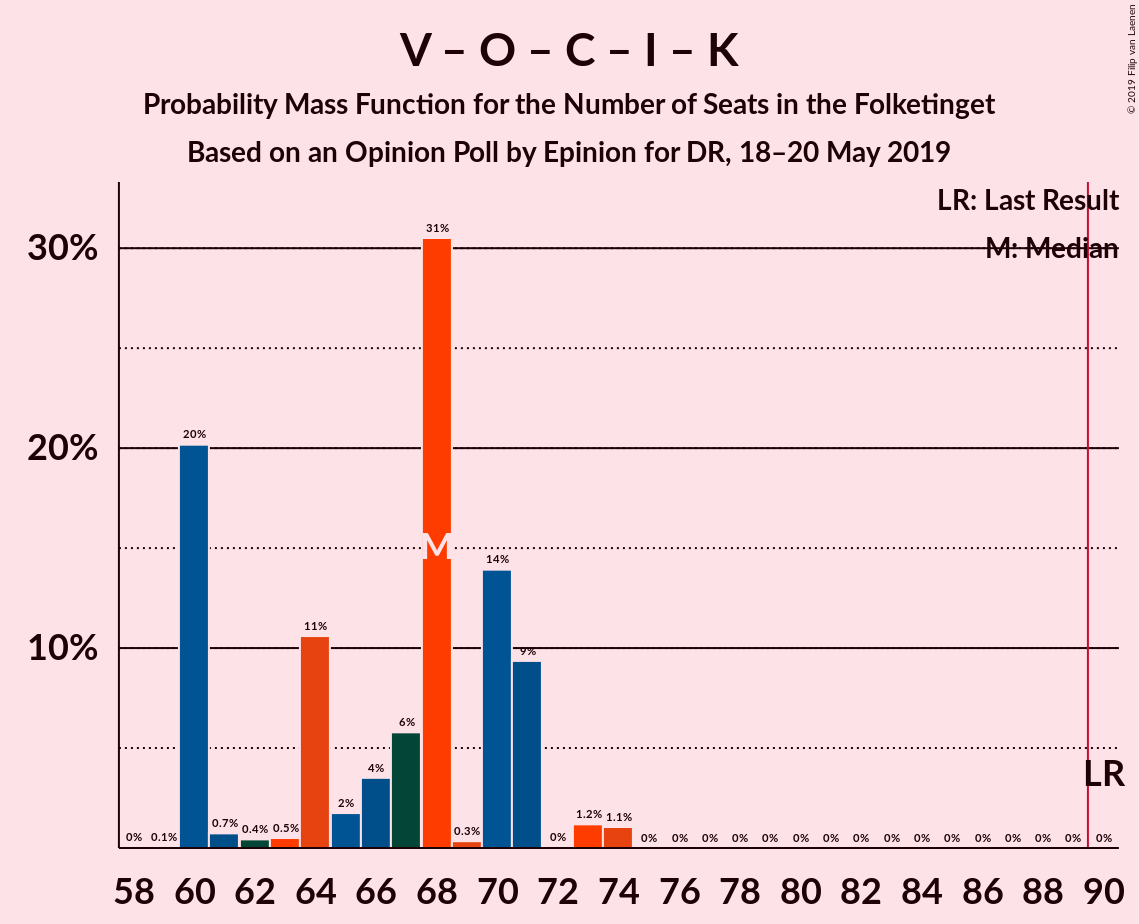 V – O – C – I – K
Probability Mass Function for the Number of Seats in the Folketinget
Based on an Opinion Poll by Epinion for DR, 18–20 May 2019
© 2019 Filip van Laenen
LR: Last Result
M: Median
30%
20%
10%
0% 0.1% 20% 0.7% 0.4% 0.5% 11% 2% 4% 6% 31% 0.3% 14% 9% 0% 1.2% 1.1% 0% 0% 0% 0% 0% 0% 0% 0% 0% 0% 0% 0% 0% 0% 0% 0%
M
LR
58 60 62 64 66 68 70 72 74 76 78 80 82 84 86 88 90